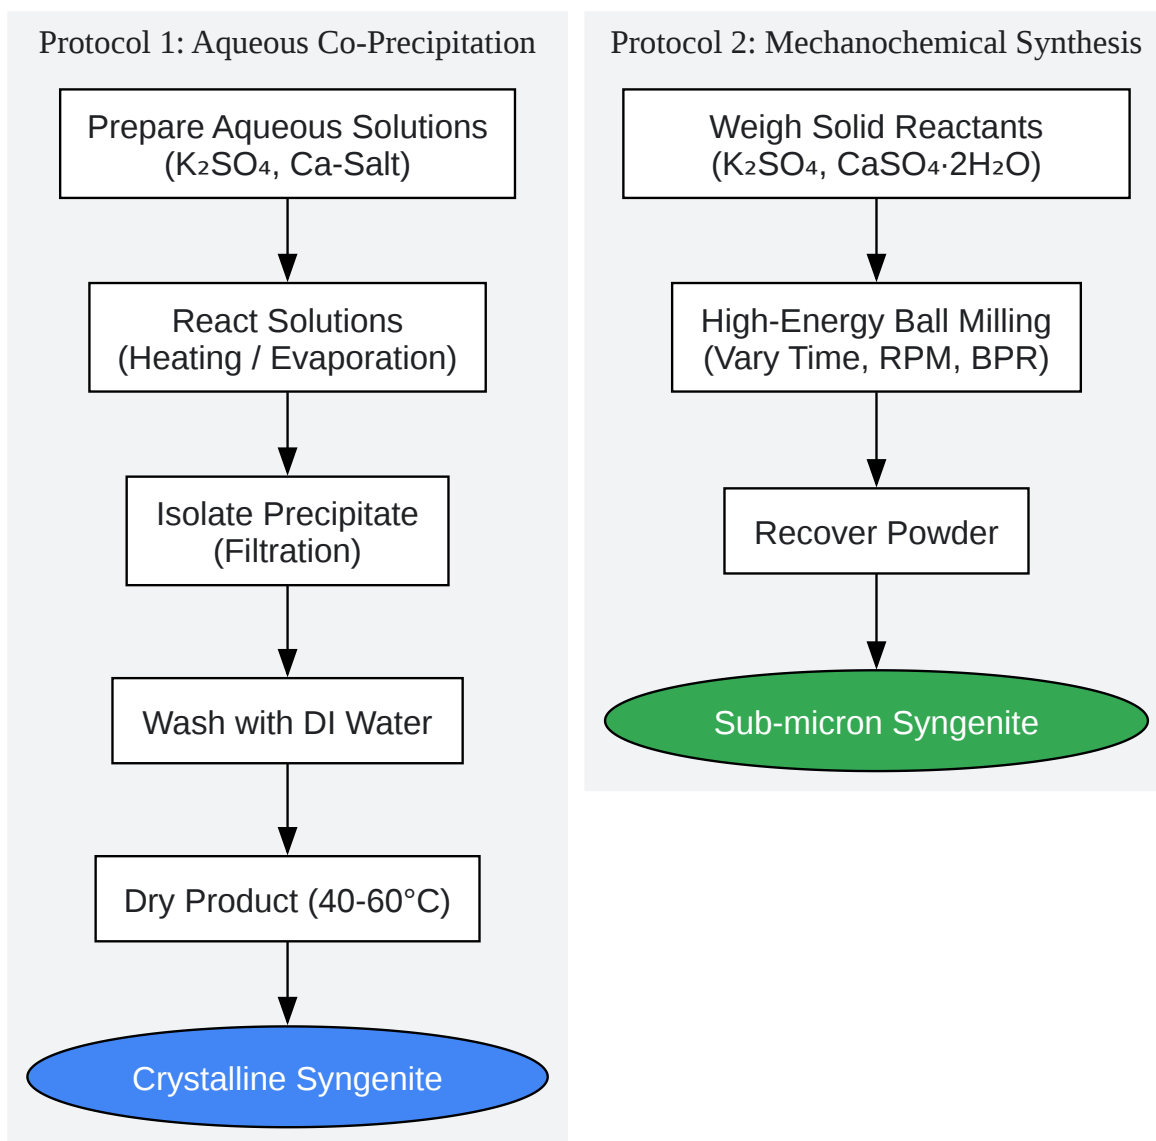 Protocol 1: Aqueous Co-Precipitation
Prepare Aqueous Solutions
(K₂SO₄, Ca-Salt)
React Solutions
(Heating / Evaporation)
Isolate Precipitate
(Filtration)
Wash with DI Water
Dry Product (40-60°C)
Crystalline Syngenite
Protocol 2: Mechanochemical Synthesis
Weigh Solid Reactants
(K₂SO₄, CaSO₄·2H₂O)
High-Energy Ball Milling
(Vary Time, RPM, BPR)
Recover Powder
Sub-micron Syngenite